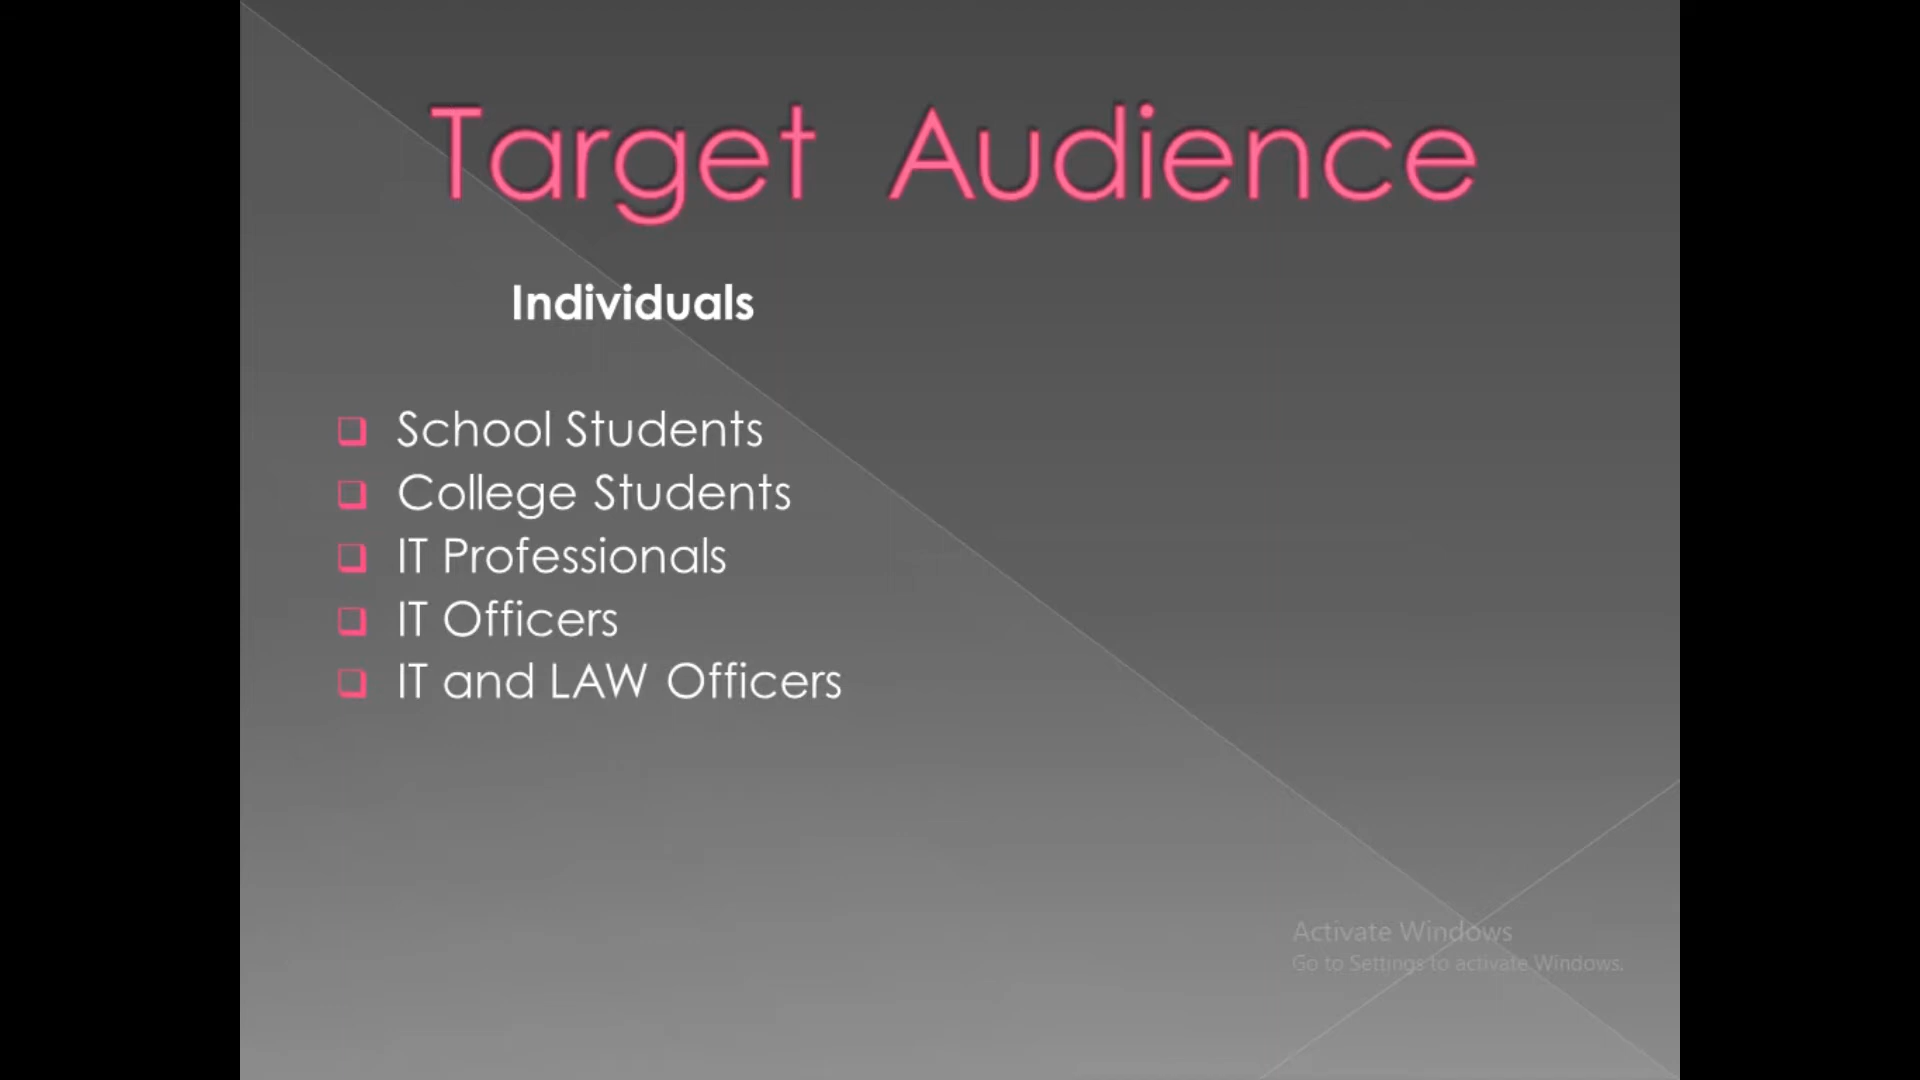 Target Audience
Individuals
School Students
College Students
IT Professionals
IT Officers
IT and LAW Officers
Activate Windows
Go to Settings to activate Windows.